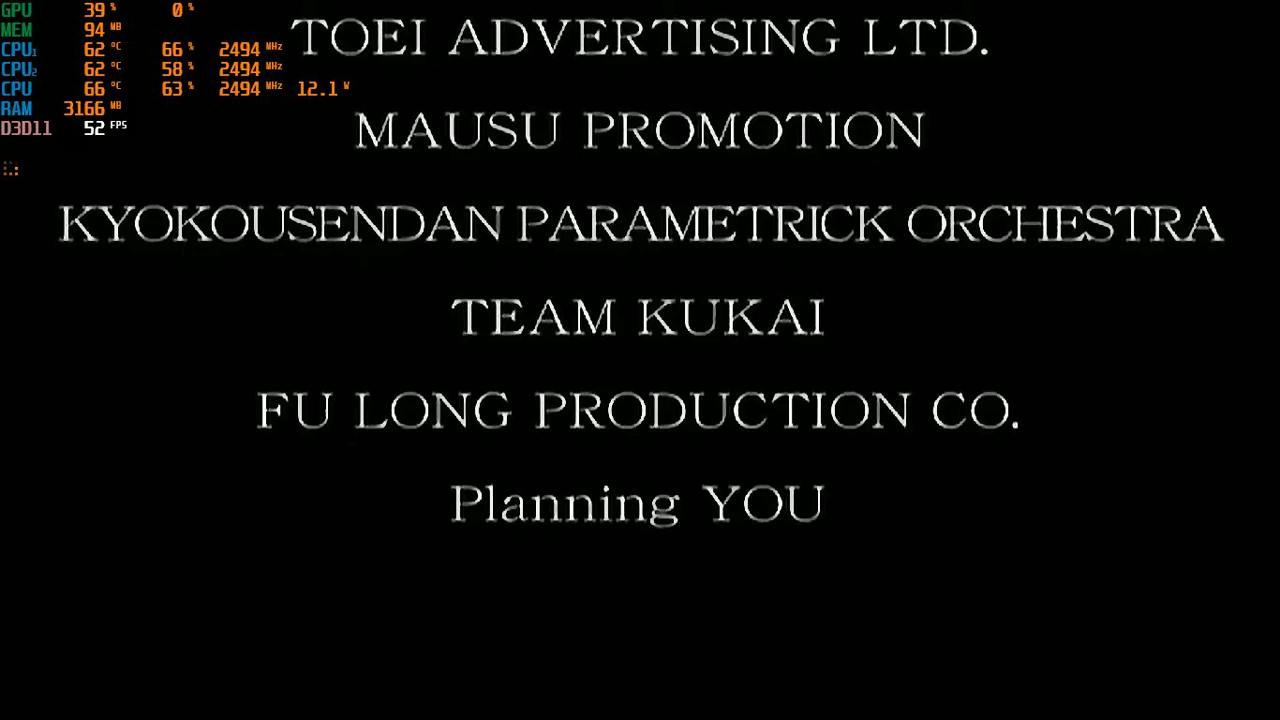 GPU 39 % 0 %
TOEI ADVERTISING LTD.
MEM 94 MB
CPU1 62 °C 66 % 2494 MHz
CPU2 62 °C 58 % 2494 MHz
CPU 66 °C 63 % 2494 MHz 12.1 W
RAM 3166 MB
D3D11 52 FPS
MAUSU PROMOTION
KYOKOUSENDAN PARAMETRICK ORCHESTRA
TEAM KUKAI
FU LONG PRODUCTION CO.
Planning YOU